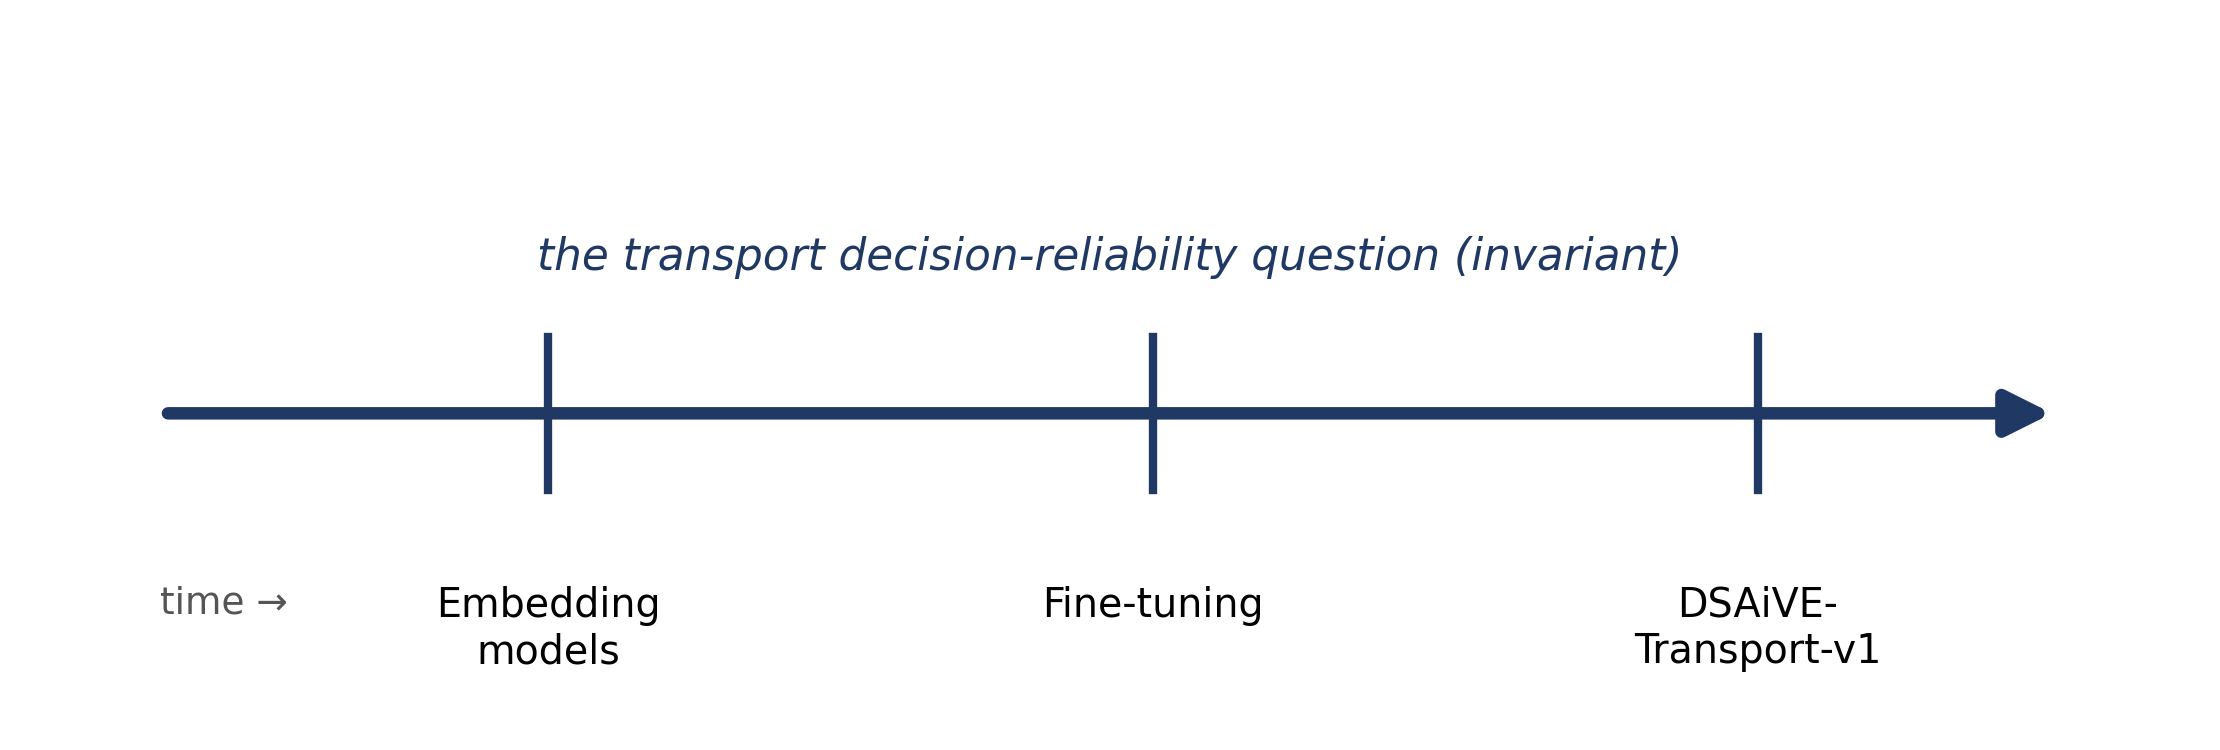 the transport decision-reliability question (invariant)
time →
Embedding
models
Fine-tuning
DSAiVE-
Transport-v1